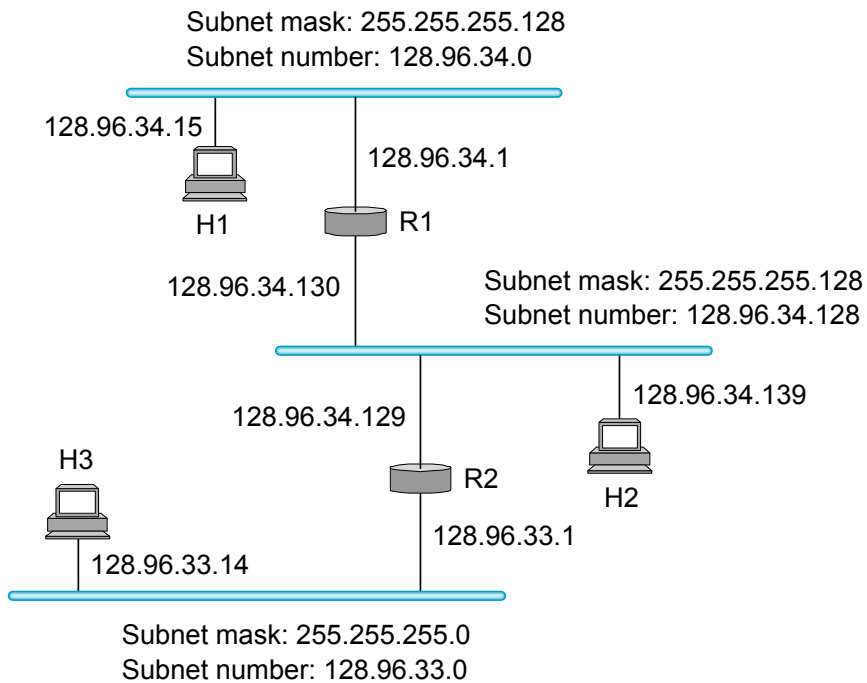 Subnet mask: 255.255.255.128
Subnet number: 128.96.34.0
128.96.34.15
128.96.34.1
H1
R1
128.96.34.130
Subnet mask: 255.255.255.128
Subnet number: 128.96.34.128
128.96.34.129
128.96.34.139
H3
R2
H2
128.96.33.1
128.96.33.14
Subnet mask: 255.255.255.0
Subnet number: 128.96.33.0